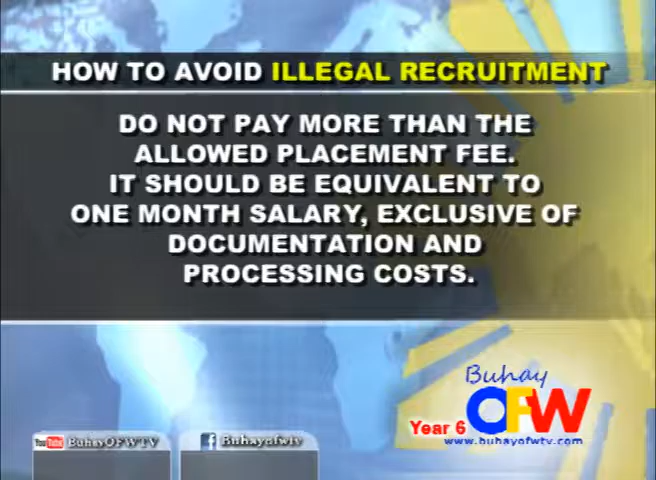 HOW TO AVOID ILLEGAL RECRUITMENT
DO NOT PAY MORE THAN THE
ALLOWED PLACEMENT FEE.
IT SHOULD BE EQUIVALENT TO
ONE MONTH SALARY, EXCLUSIVE OF
DOCUMENTATION AND
PROCESSING COSTS.
Buhay
OFW
Year 6
www.buhayofwtv.com
YouTube BuhayOFWTV
f Buhayofwtv